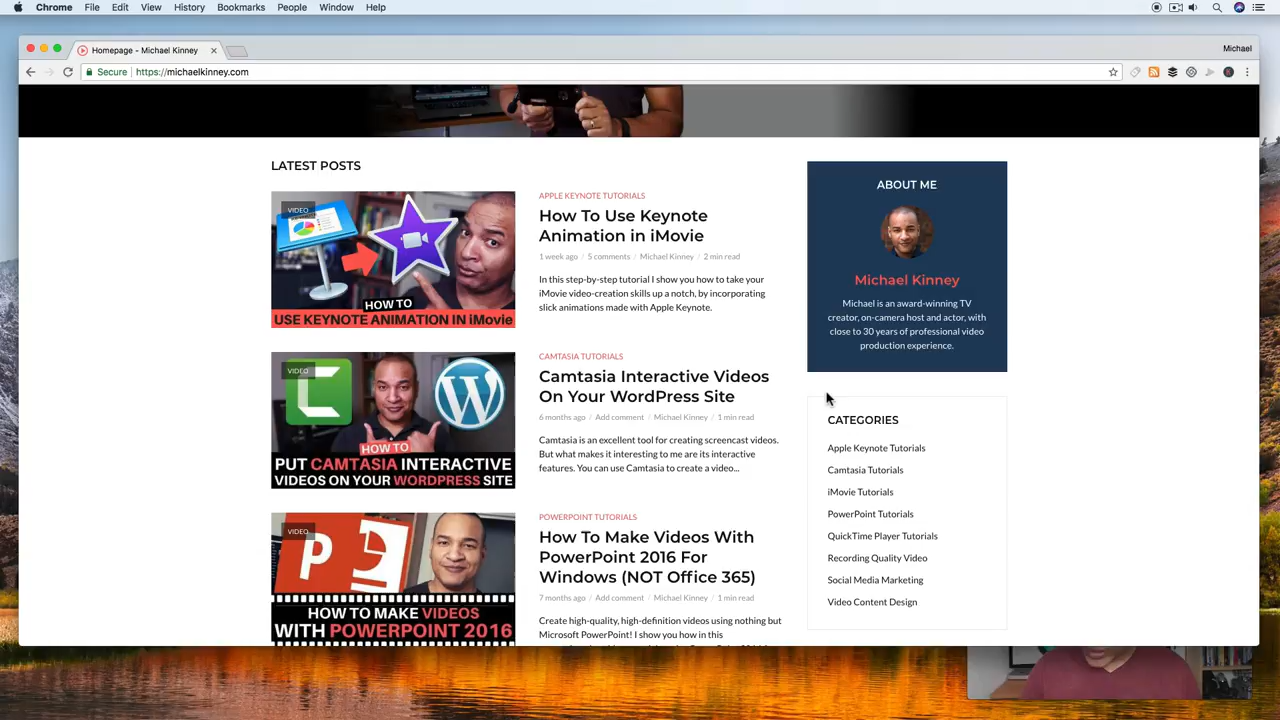 Chrome File Edit View History Bookmarks People Window Help
Homepage - Michael Kinney
Michael
Secure https://michaelkinney.com
LATEST POSTS
VIDEO
HOW TO
USE KEYNOTE ANIMATION IN iMovie
APPLE KEYNOTE TUTORIALS
How To Use Keynote
Animation in iMovie
1 week ago / 5 comments / Michael Kinney / 2 min read
In this step-by-step tutorial I show you how to take your
iMovie video-creation skills up a notch, by incorporating
slick animations made with Apple Keynote.
VIDEO
HOW TO
PUT CAMTASIA INTERACTIVE
VIDEOS ON YOUR WORDPRESS SITE
CAMTASIA TUTORIALS
Camtasia Interactive Videos
On Your WordPress Site
6 months ago / Add comment / Michael Kinney / 1 min read
Camtasia is an excellent tool for creating screencast videos.
But what makes it interesting to me are its interactive
features. You can use Camtasia to create a video...
VIDEO
HOW TO MAKE VIDEOS
WITH POWERPOINT 2016
POWERPOINT TUTORIALS
How To Make Videos With
PowerPoint 2016 For
Windows (NOT Office 365)
7 months ago / Add comment / Michael Kinney / 1 min read
Create high-quality, high-definition videos using nothing but
Microsoft PowerPoint! I show you how in this
ABOUT ME
Michael Kinney
Michael is an award-winning TV
creator, on-camera host and actor, with
close to 30 years of professional video
production experience.
CATEGORIES
Apple Keynote Tutorials
Camtasia Tutorials
iMovie Tutorials
PowerPoint Tutorials
QuickTime Player Tutorials
Recording Quality Video
Social Media Marketing
Video Content Design